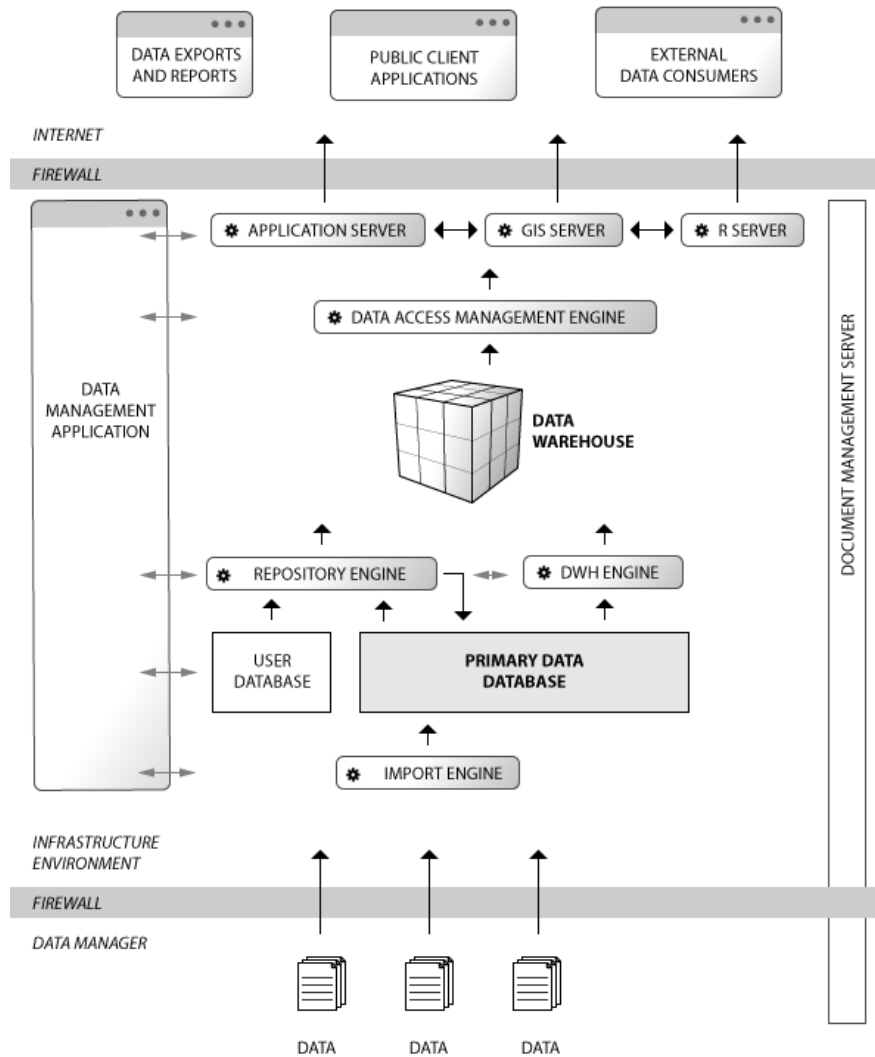 DATA EXPORTS
AND REPORTS
PUBLIC CLIENT
APPLICATIONS
EXTERNAL
DATA CONSUMERS
INTERNET
FIREWALL
APPLICATION SERVER
GIS SERVER
R SERVER
DATA ACCESS MANAGEMENT ENGINE
DATA
MANAGEMENT
APPLICATION
DATA
WAREHOUSE
DOCUMENT MANAGEMENT SERVER
REPOSITORY ENGINE
DWH ENGINE
USER
DATABASE
PRIMARY DATA
DATABASE
IMPORT ENGINE
INFRASTRUCTURE
ENVIRONMENT
FIREWALL
DATA MANAGER
DATA
DATA
DATA